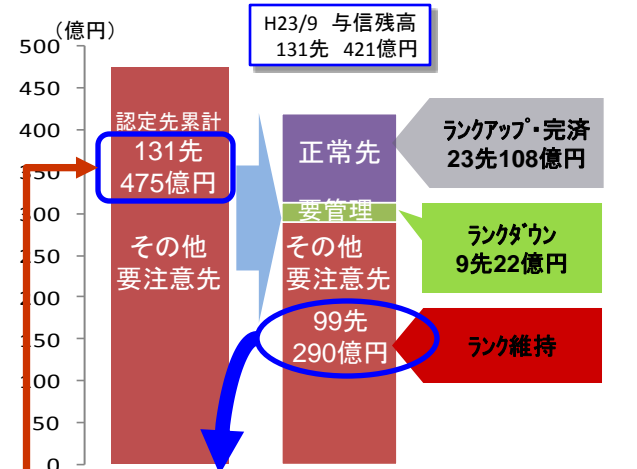 （億円）
H23/9 与信残高
131先 421億円
500
450
400
350
300
250
200
150
100
50
0
認定先累計
131先
475億円
その他
要注意先
正常先
要管理
その他
要注意先
99先
290億円
ランクアップ・完済
23先108億円
ランクダウン
9先22億円
ランク維持